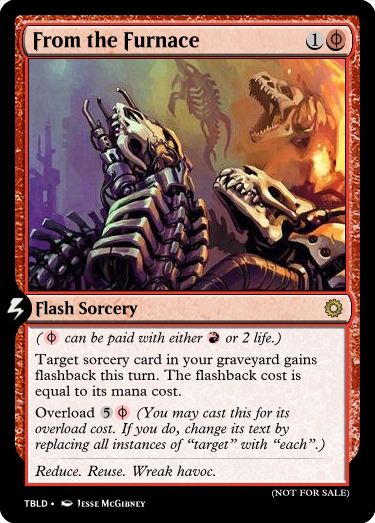 From the Furnace 1
Flash Sorcery
( can be paid with either or 2 life.)
Target sorcery card in your graveyard gains
flashback this turn. The flashback cost is
equal to its mana cost.
Overload 5 (You may cast this for its
overload cost. If you do, change its text by
replacing all instances of “target” with “each”.)
Reduce. Reuse. Wreak havoc.
(NOT FOR SALE)
TBLD • Jesse McGibney